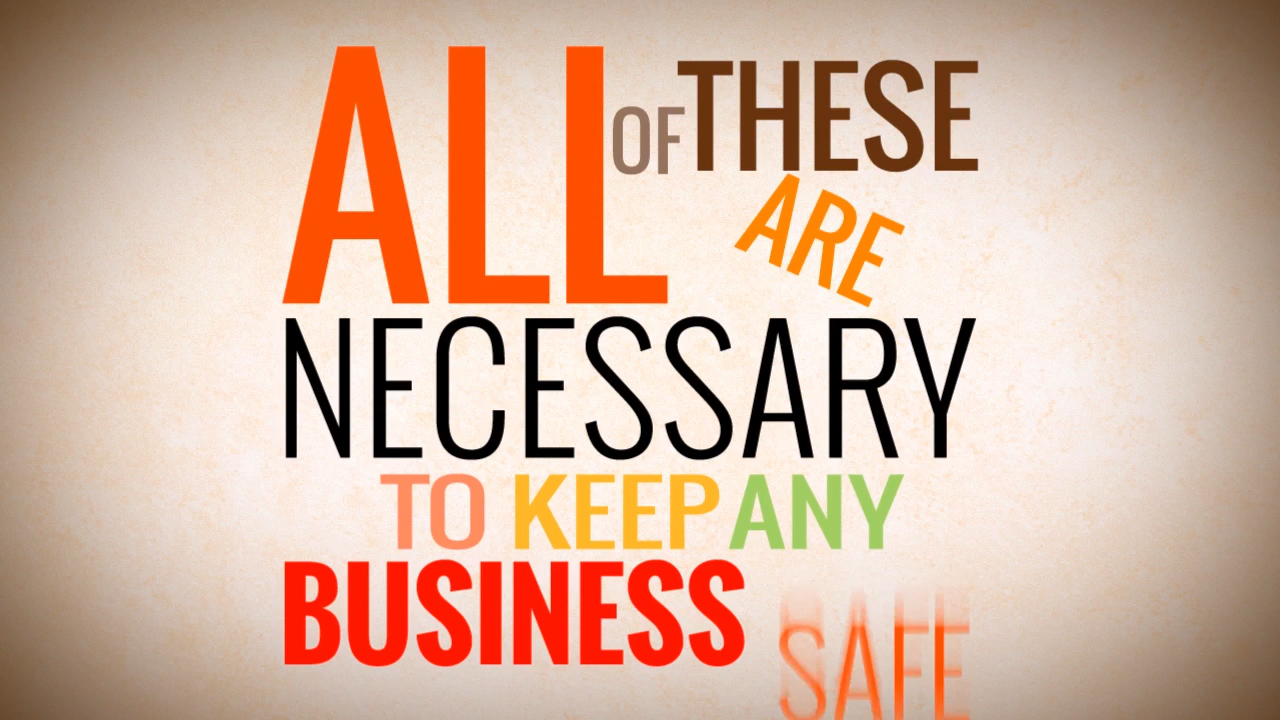 ALL OF THESE
ARE
NECESSARY
TO KEEP ANY
BUSINESS SAFE